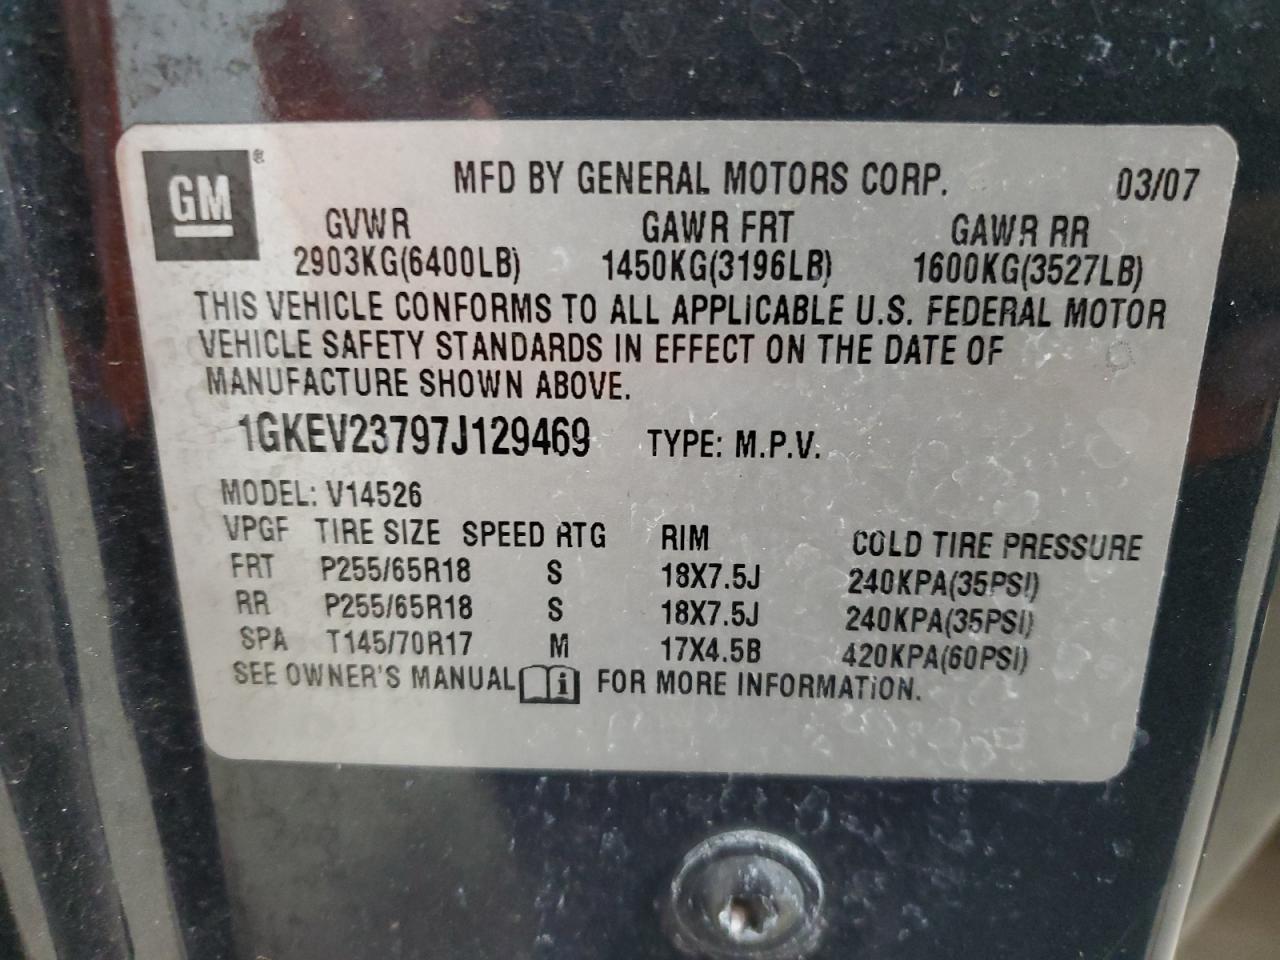 GM ® MFD BY GENERAL MOTORS CORP. 03/07
GVWR GAWR FRT GAWR RR
2903KG(6400LB) 1450KG(3196LB) 1600KG(3527LB)
THIS VEHICLE CONFORMS TO ALL APPLICABLE U.S. FEDERAL MOTOR
VEHICLE SAFETY STANDARDS IN EFFECT ON THE DATE OF
MANUFACTURE SHOWN ABOVE.
1GKEV23797J129469 TYPE: M.P.V.
MODEL: V14526
VPGF TIRE SIZE SPEED RTG RIM COLD TIRE PRESSURE
FRT P255/65R18 S 18X7.5J 240KPA(35PSI)
RR P255/65R18 S 18X7.5J 240KPA(35PSI)
SPA T145/70R17 M 17X4.5B 420KPA(60PSI)
SEE OWNER'S MANUAL i FOR MORE INFORMATION.